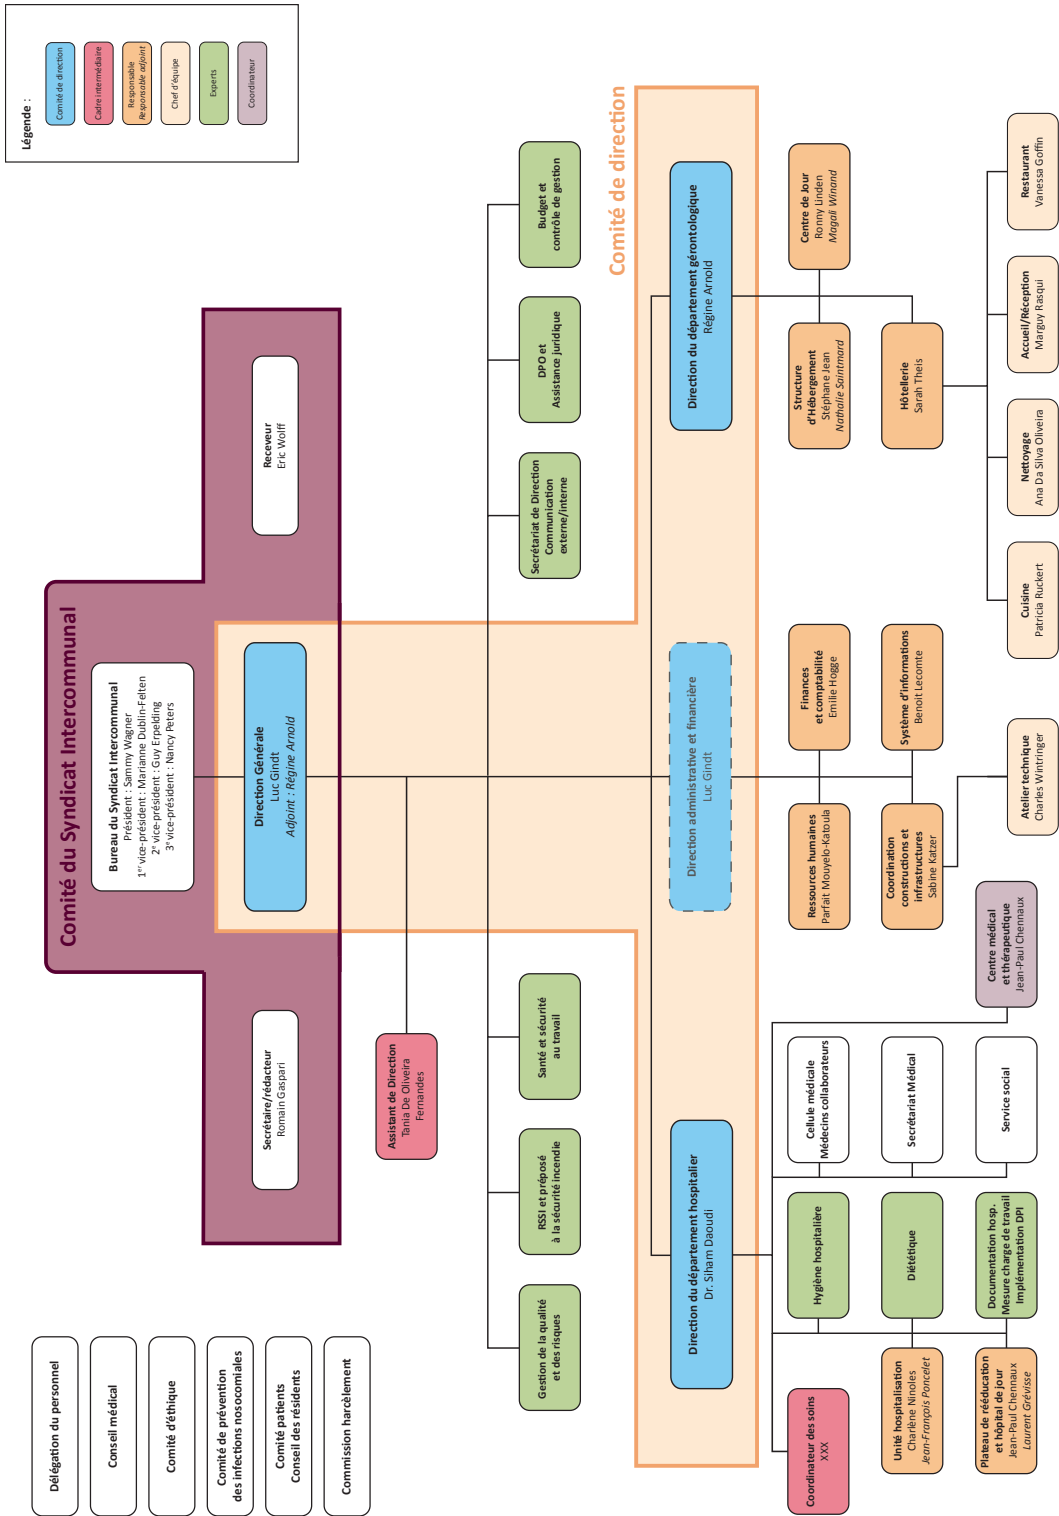 Légende :
Comité de direction
Cadre intermédiaire
Responsable
Responsable adjoint
Chef d'équipe
Experts
Coordinateur
Délégation du personnel
Conseil médical
Comité d'éthique
Comité de prévention
des infections nosocomiales
Comité patients
Conseil des résidents
Commission harcèlement
Comité du Syndicat Intercommunal
Bureau du Syndicat Intercommunal
Président : Sammy Wagner
1er vice-président : Marianne Dublin-Felten
2e vice-président : Guy Erpelding
3e vice-président : Nancy Peters
Secrétaire/rédacteur
Romain Gaspari
Direction Générale
Luc Gindt
Adjoint : Régine Arnold
Receveur
Eric Wolff
Assistant de Direction
Tania De Oliveira
Fernandes
Gestion de la qualité
et des risques
RSSI et préposé
à la sécurité incendie
Santé et sécurité
au travail
Secrétariat de Direction
Communication
externe/interne
DPO et
Assistance juridique
Budget et
contrôle de gestion
Comité de direction
Direction du département hospitalier
Dr. Siham Daoudi
Direction administrative et financière
Luc Gindt
Direction du département gérontologique
Régine Arnold
Coordinateur des soins
XXX
Hygiène hospitalière
Cellule médicale
Médecins collaborateurs
Unité hospitalisation
Charlène Ninoles
Jean-François Poncelet
Diététique
Secrétariat Médical
Plateau de rééducation
et hôpital de jour
Jean-Paul Chennaux
Laurent Grévisse
Documentation hosp.
Mesure charge de travail
Implémentation DPI
Service social
Centre médical
et thérapeutique
Jean-Paul Chennaux
Ressources humaines
Parfait Mouyelo-Katoula
Finances
et comptabilité
Emilie Hogge
Coordination
constructions et
infrastructures
Sabine Katzer
Système d'informations
Benoit Lecomte
Atelier technique
Charles Wintringer
Structure
d'Hébergement
Stéphane Jean
Nathalie Saintmard
Centre de Jour
Ronny Linden
Magali Winand
Hôtellerie
Sarah Theis
Cuisine
Patricia Ruckert
Nettoyage
Ana Da Silva Oliveira
Accueil/Réception
Marguy Rasqui
Restaurant
Vanessa Goffin